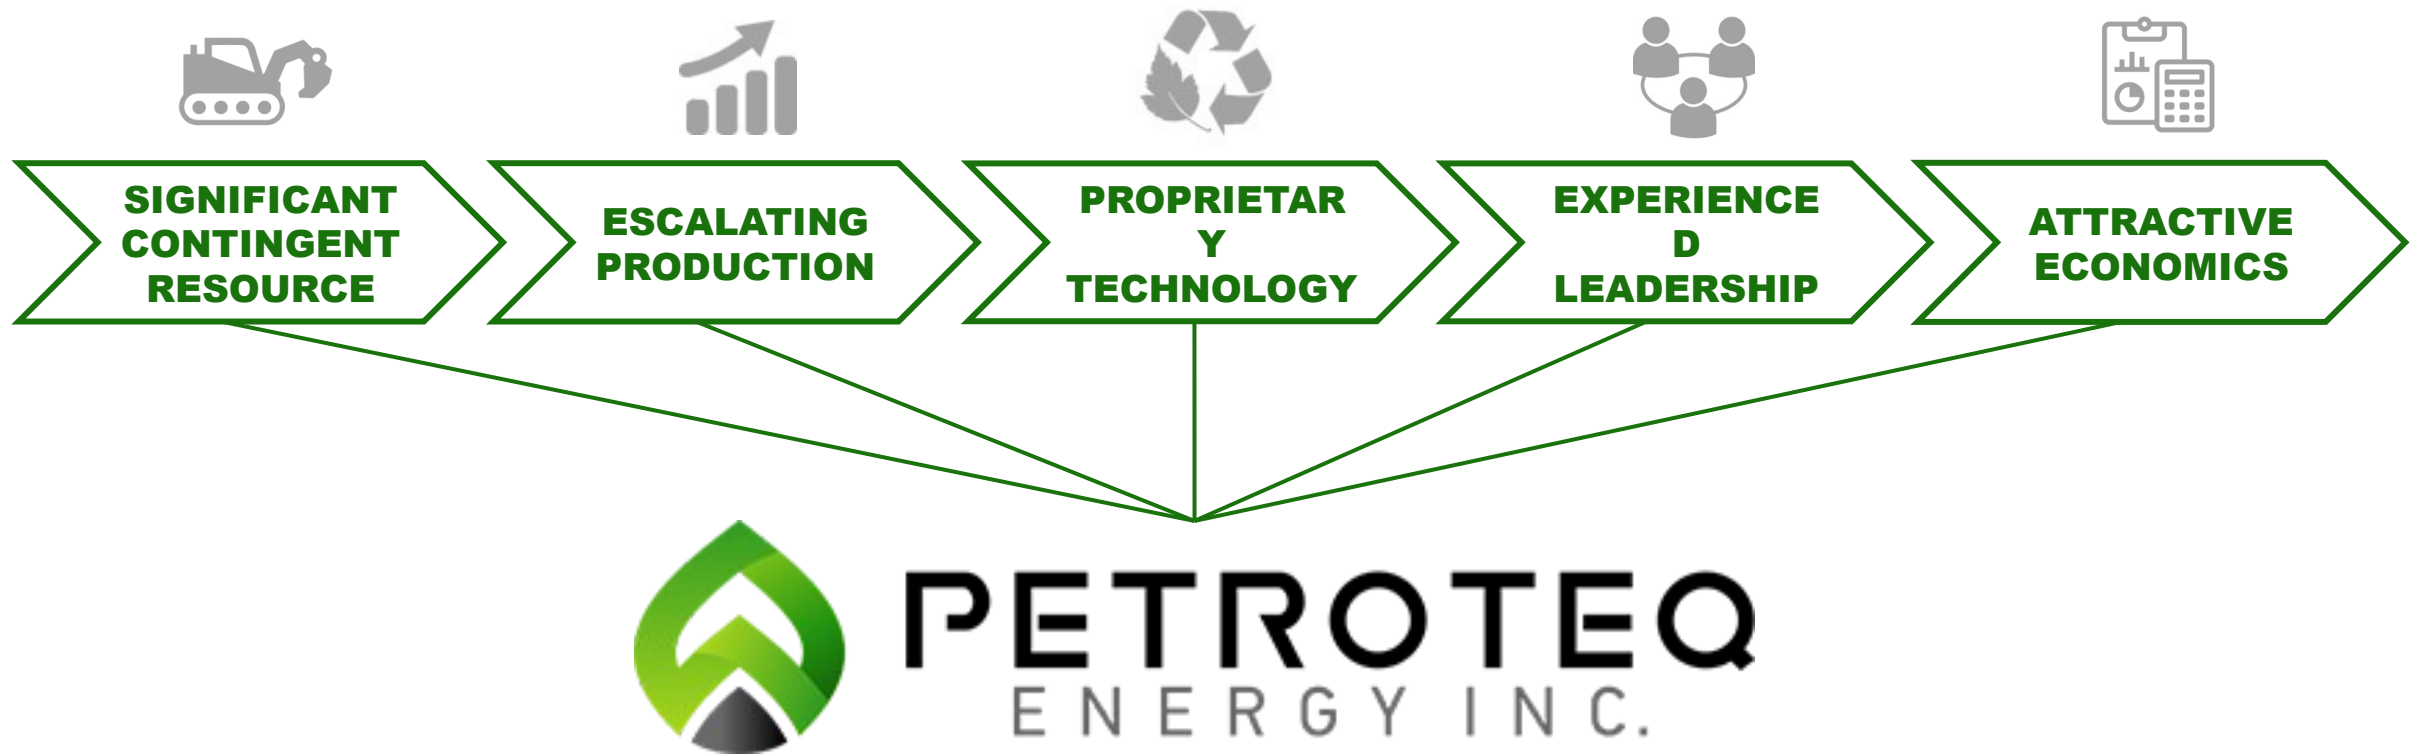 SIGNIFICANT
CONTINGENT
RESOURCE
ESCALATING
PRODUCTION
PROPRIETAR
Y
TECHNOLOGY
EXPERIENCE
D
LEADERSHIP
ATTRACTIVE
ECONOMICS
PETROTEQ
ENERGY INC.